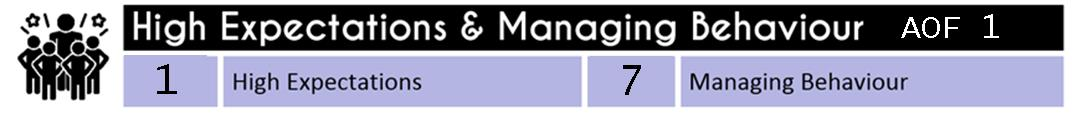 High Expectations & Managing Behaviour AOF 1
1 High Expectations 7 Managing Behaviour